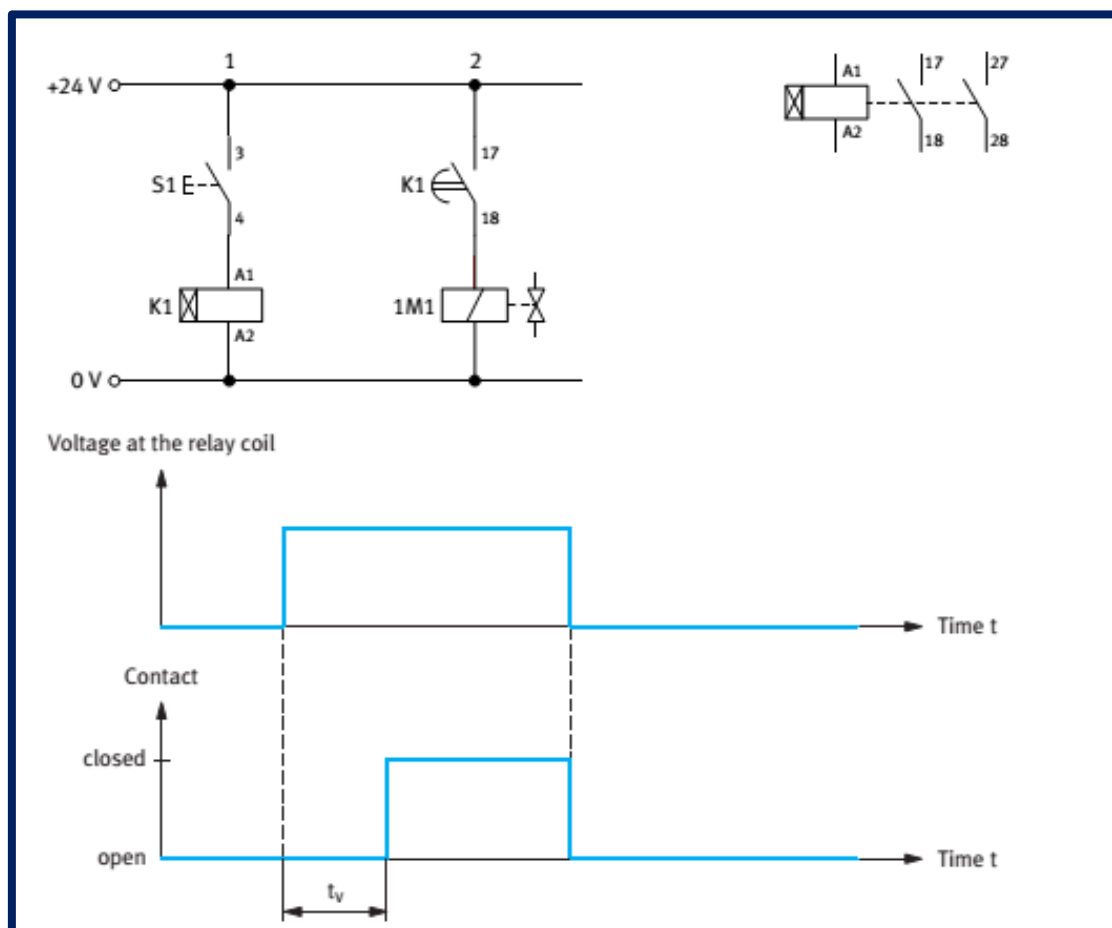 1 2
+24 V
A1 17 27
A2 18 28
3 17
S1 K1
4 18
A1
K1 1M1
A2
0 V
Voltage at the relay coil
Time t
Contact
closed
open
Time t
tv